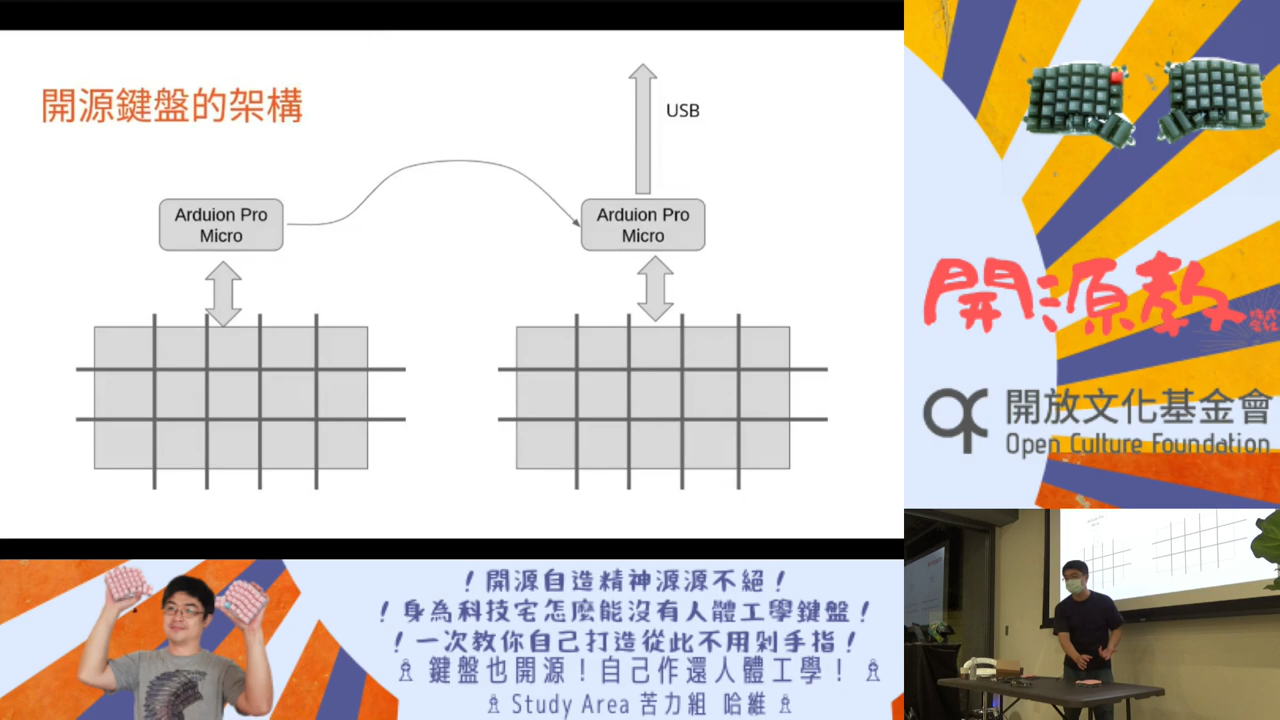 開源鍵盤的架構
USB
Arduion Pro
Micro
Arduion Pro
Micro
開源教
株式
会社
開放文化基金會
Open Culture Foundation
！開源自造精神源源不絕！
！身為科技宅怎麼能沒有人體工學鍵盤！
！一次教你自己打造從此不用剁手指！
鍵盤也開源！自己作還人體工學！
Study Area 苦力組 哈維